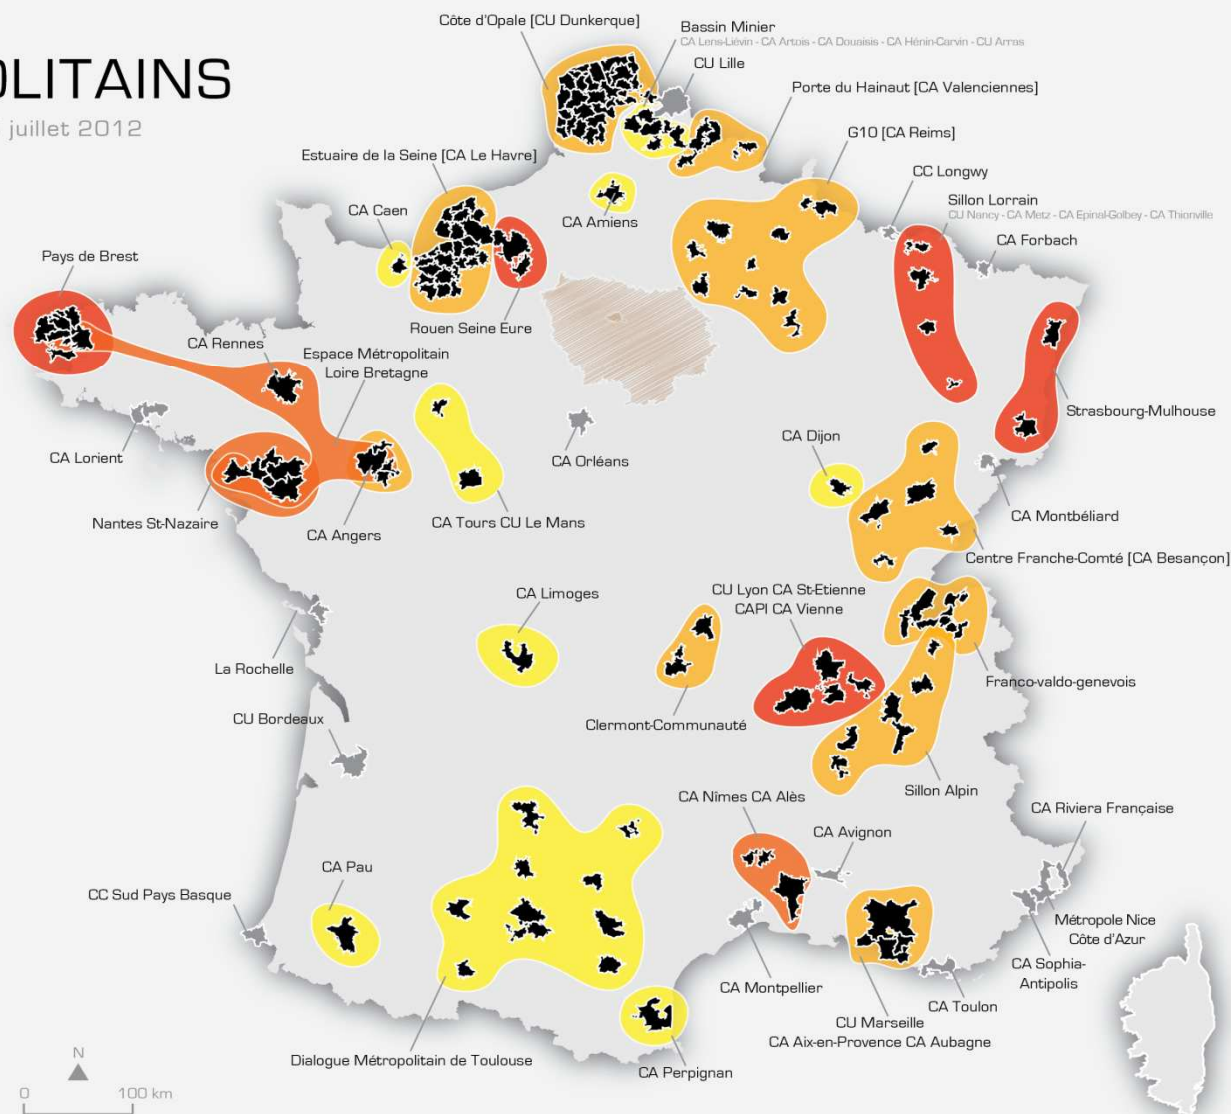 OLITAINS
juillet 2012
Côte d'Opale [CU Dunkerque]
Bassin Minier
CA Lens-Liévin - CA Artois - CA Douaisis - CA Hénin-Carvin - CU Arras
CU Lille
Porte du Hainaut [CA Valenciennes]
G10 [CA Reims]
Estuaire de la Seine [CA Le Havre]
CC Longwy
Sillon Lorrain
CU Nancy - CA Metz - CA Epinal-Golbey - CA Thionville
CA Caen
CA Amiens
CA Forbach
Pays de Brest
Rouen Seine Eure
CA Rennes
Espace Métropolitain
Loire Bretagne
Strasbourg-Mulhouse
CA Lorient
CA Orléans
CA Dijon
Nantes St-Nazaire
CA Angers
CA Tours CU Le Mans
CA Montbéliard
Centre Franche-Comté [CA Besançon]
CA Limoges
CU Lyon CA St-Etienne
CAPI CA Vienne
La Rochelle
Franco-valdo-genevois
CU Bordeaux
Clermont-Communauté
Sillon Alpin
CA Nîmes CA Alès
CA Riviera Française
CA Avignon
CA Pau
CC Sud Pays Basque
Métropole Nice
Côte d'Azur
CA Sophia-
Antipolis
CA Montpellier
CA Toulon
CU Marseille
CA Aix-en-Provence CA Aubagne
Dialogue Métropolitain de Toulouse
CA Perpignan
N
0 100 km